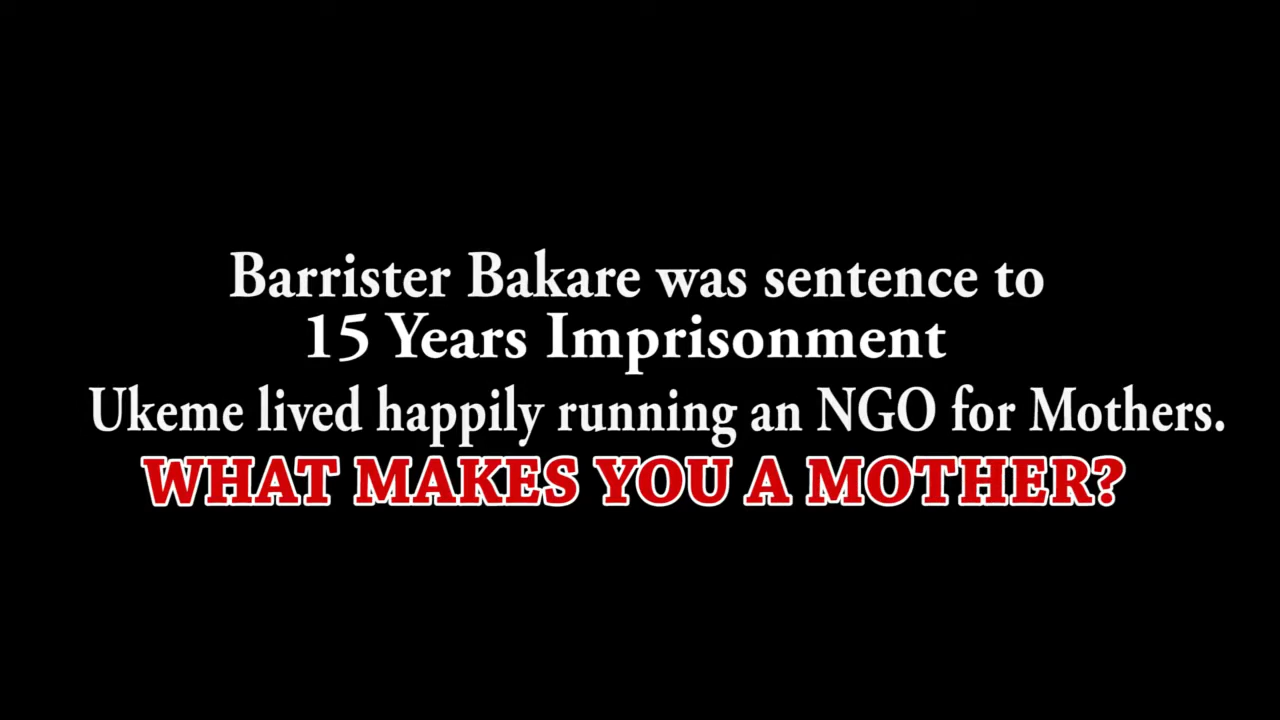 Barrister Bakare was sentence to
15 Years Imprisonment
Ukeme lived happily running an NGO for Mothers.
WHAT MAKES YOU A MOTHER?